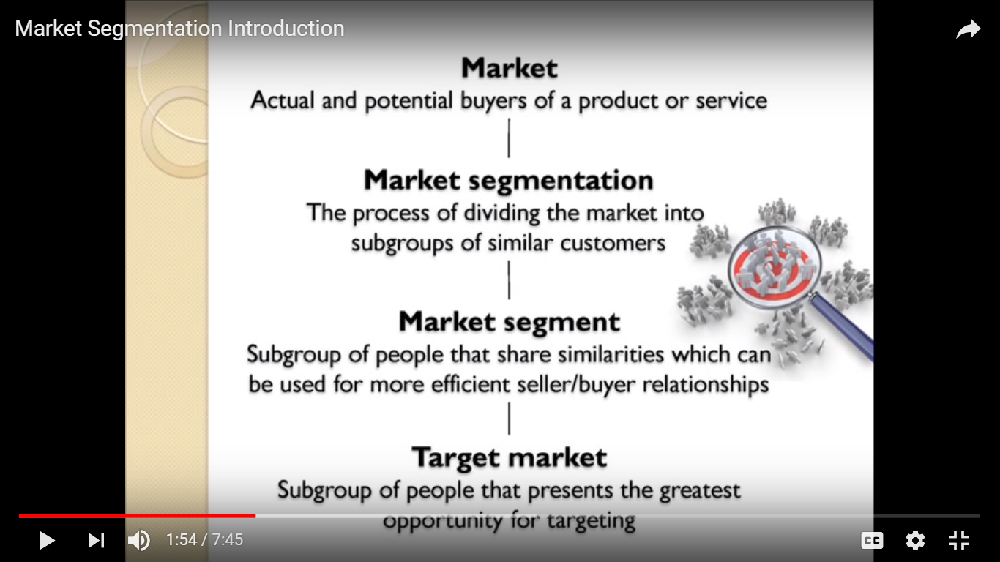 Market Segmentation Introduction
Market
Actual and potential buyers of a product or service
Market segmentation
The process of dividing the market into
subgroups of similar customers
Market segment
Subgroup of people that share similarities which can
be used for more efficient seller/buyer relationships
Target market
Subgroup of people that presents the greatest
opportunity for targeting
1:54 / 7:45
CC